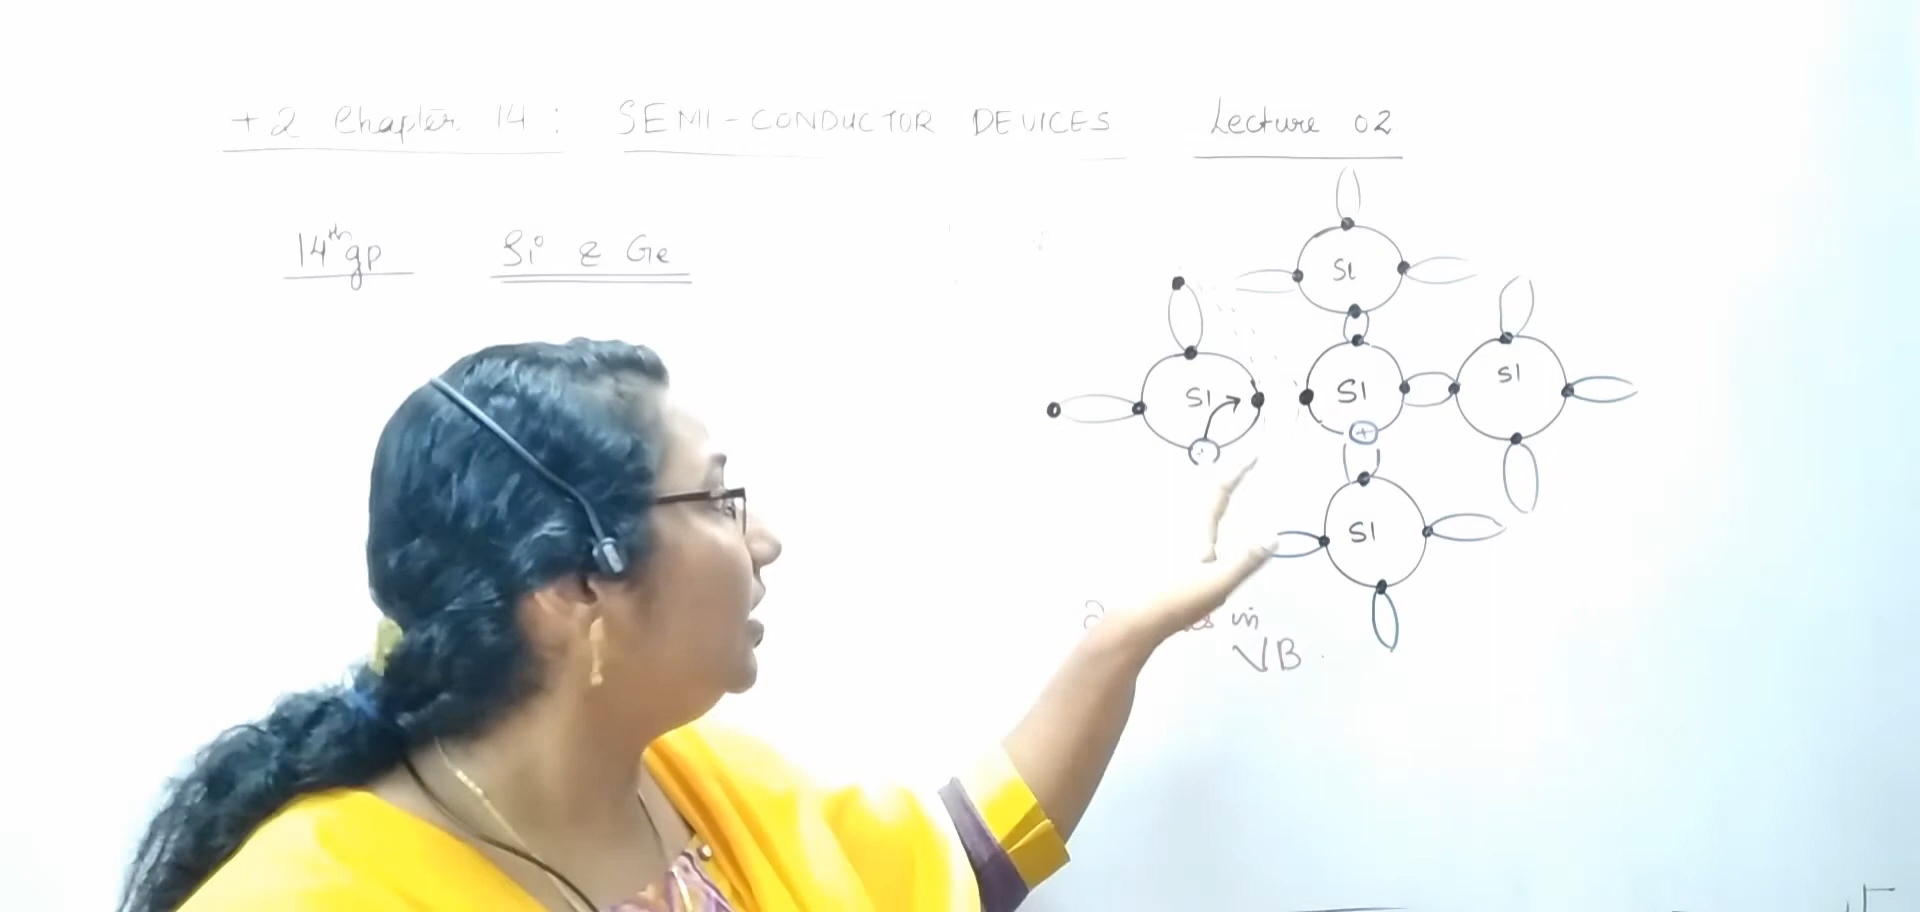 +2 Chapter 14 : SEMI-CONDUCTOR DEVICES Lecture 02
14th gp Si & Ge
Si
Si
Si
Si
Si
+
in
VB